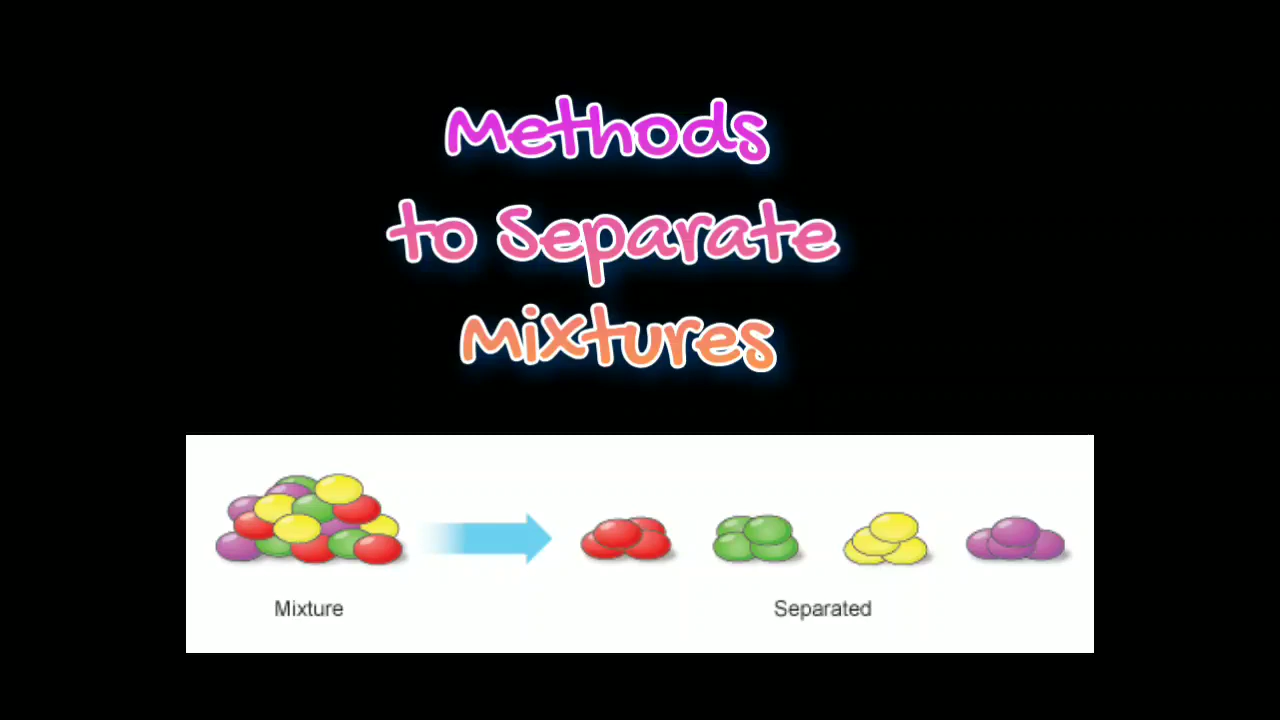 Methods
to Separate
Mixtures
Mixture
Separated